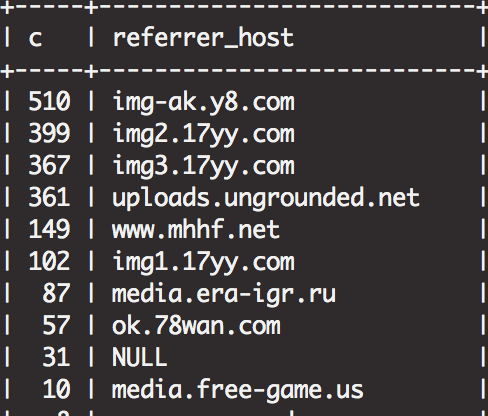 +-----+---------------------------+
| c   | referrer_host             |
+-----+---------------------------+
| 510 | img-ak.y8.com             |
| 399 | img2.17yy.com             |
| 367 | img3.17yy.com             |
| 361 | uploads.ungrounded.net    |
| 149 | www.mhhf.net              |
| 102 | img1.17yy.com             |
|  87 | media.era-igr.ru          |
|  57 | ok.78wan.com              |
|  31 | NULL                      |
|  10 | media.free-game.us        |